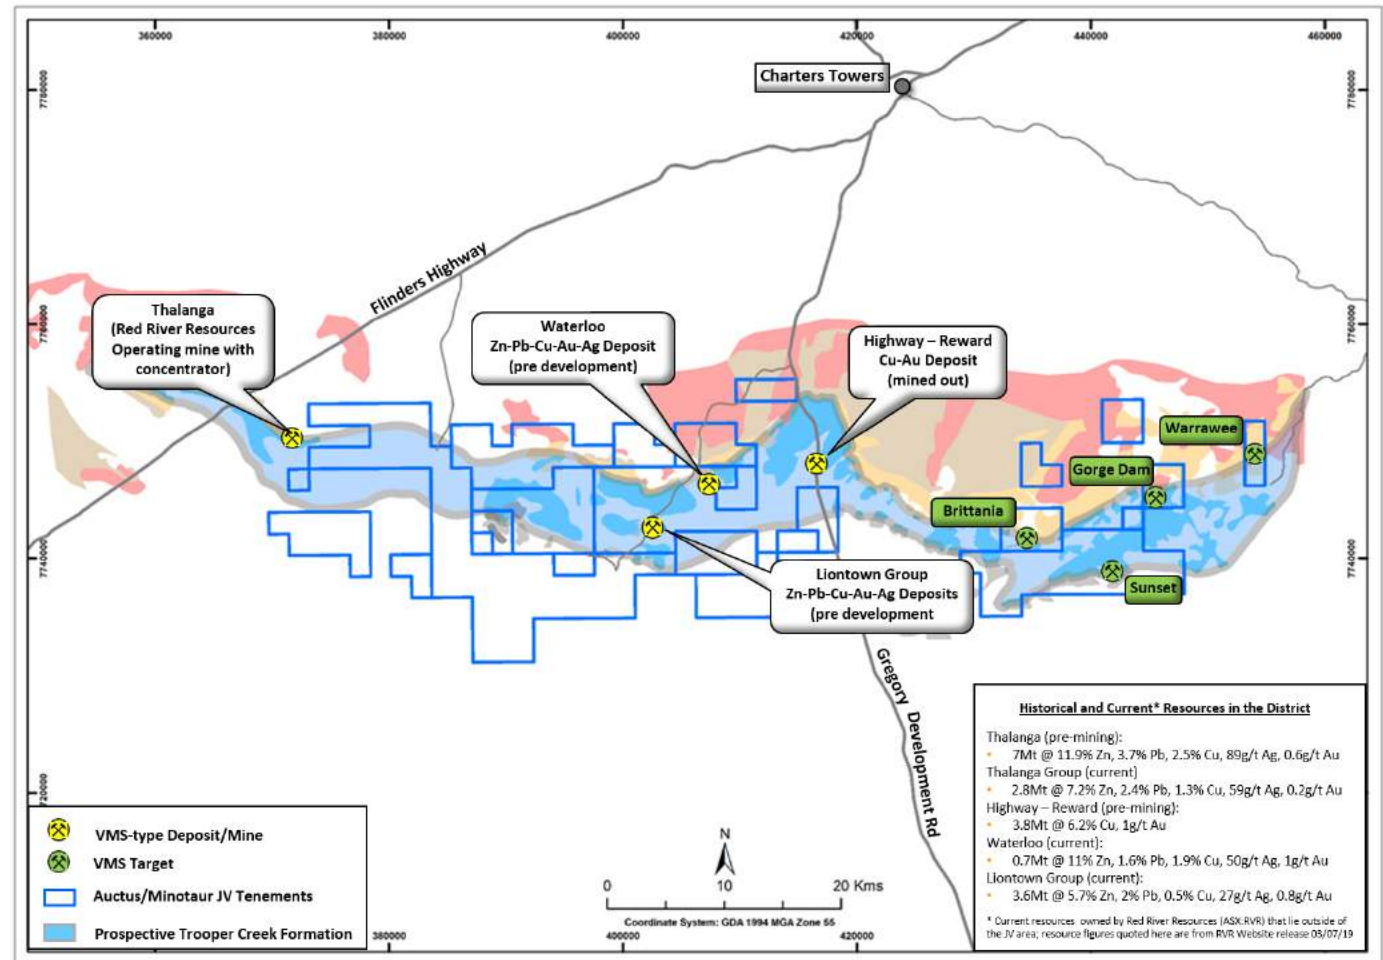 360000
380000
400000
420000
440000
460000
7780000
7780000
Charters Towers
Flinders Highway
7760000
7760000
Thalanga
(Red River Resources
Operating mine with
concentrator)
Waterloo
Zn-Pb-Cu-Au-Ag Deposit
(pre development)
Highway – Reward
Cu-Au Deposit
(mined out)
Warrawee
Gorge Dam
Brittania
Sunset
7740000
7740000
Liontown Group
Zn-Pb-Cu-Au-Ag Deposits
(pre development
Gregory Development Rd
720000
Historical and Current* Resources in the District
Thalanga (pre-mining):
• 7Mt @ 11.9% Zn, 3.7% Pb, 2.5% Cu, 89g/t Ag, 0.6g/t Au
Thalanga Group (current)
• 2.8Mt @ 7.2% Zn, 2.4% Pb, 1.3% Cu, 59g/t Ag, 0.2g/t Au
Highway – Reward (pre-mining):
• 3.8Mt @ 6.2% Cu, 1g/t Au
Waterloo (current):
• 0.7Mt @ 11% Zn, 1.6% Pb, 1.9% Cu, 50g/t Ag, 1g/t Au
Liontown Group (current):
• 3.6Mt @ 5.7% Zn, 2% Pb, 0.5% Cu, 27g/t Ag, 0.8g/t Au
* Current resources owned by Red River Resources (ASX:RVR) that lie outside of
the JV area; resource figures quoted here are from RVR Website release 03/07/19
VMS-type Deposit/Mine
VMS Target
Auctus/Minotaur JV Tenements
Prospective Trooper Creek Formation
N
0 10 20 Kms
Coordinate System: GDA 1994 MGA Zone 55
380000
400000
420000